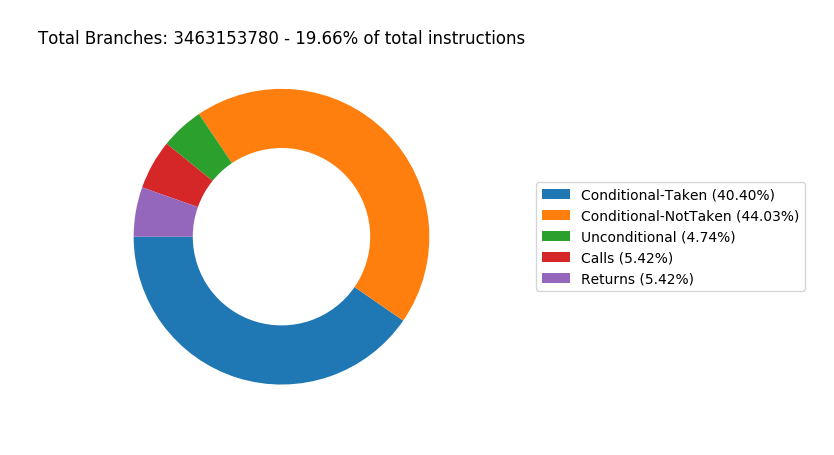 Total Branches: 3463153780 - 19.66% of total instructions
Conditional-Taken (40.40%)
Conditional-NotTaken (44.03%)
Unconditional (4.74%)
Calls (5.42%)
Returns (5.42%)